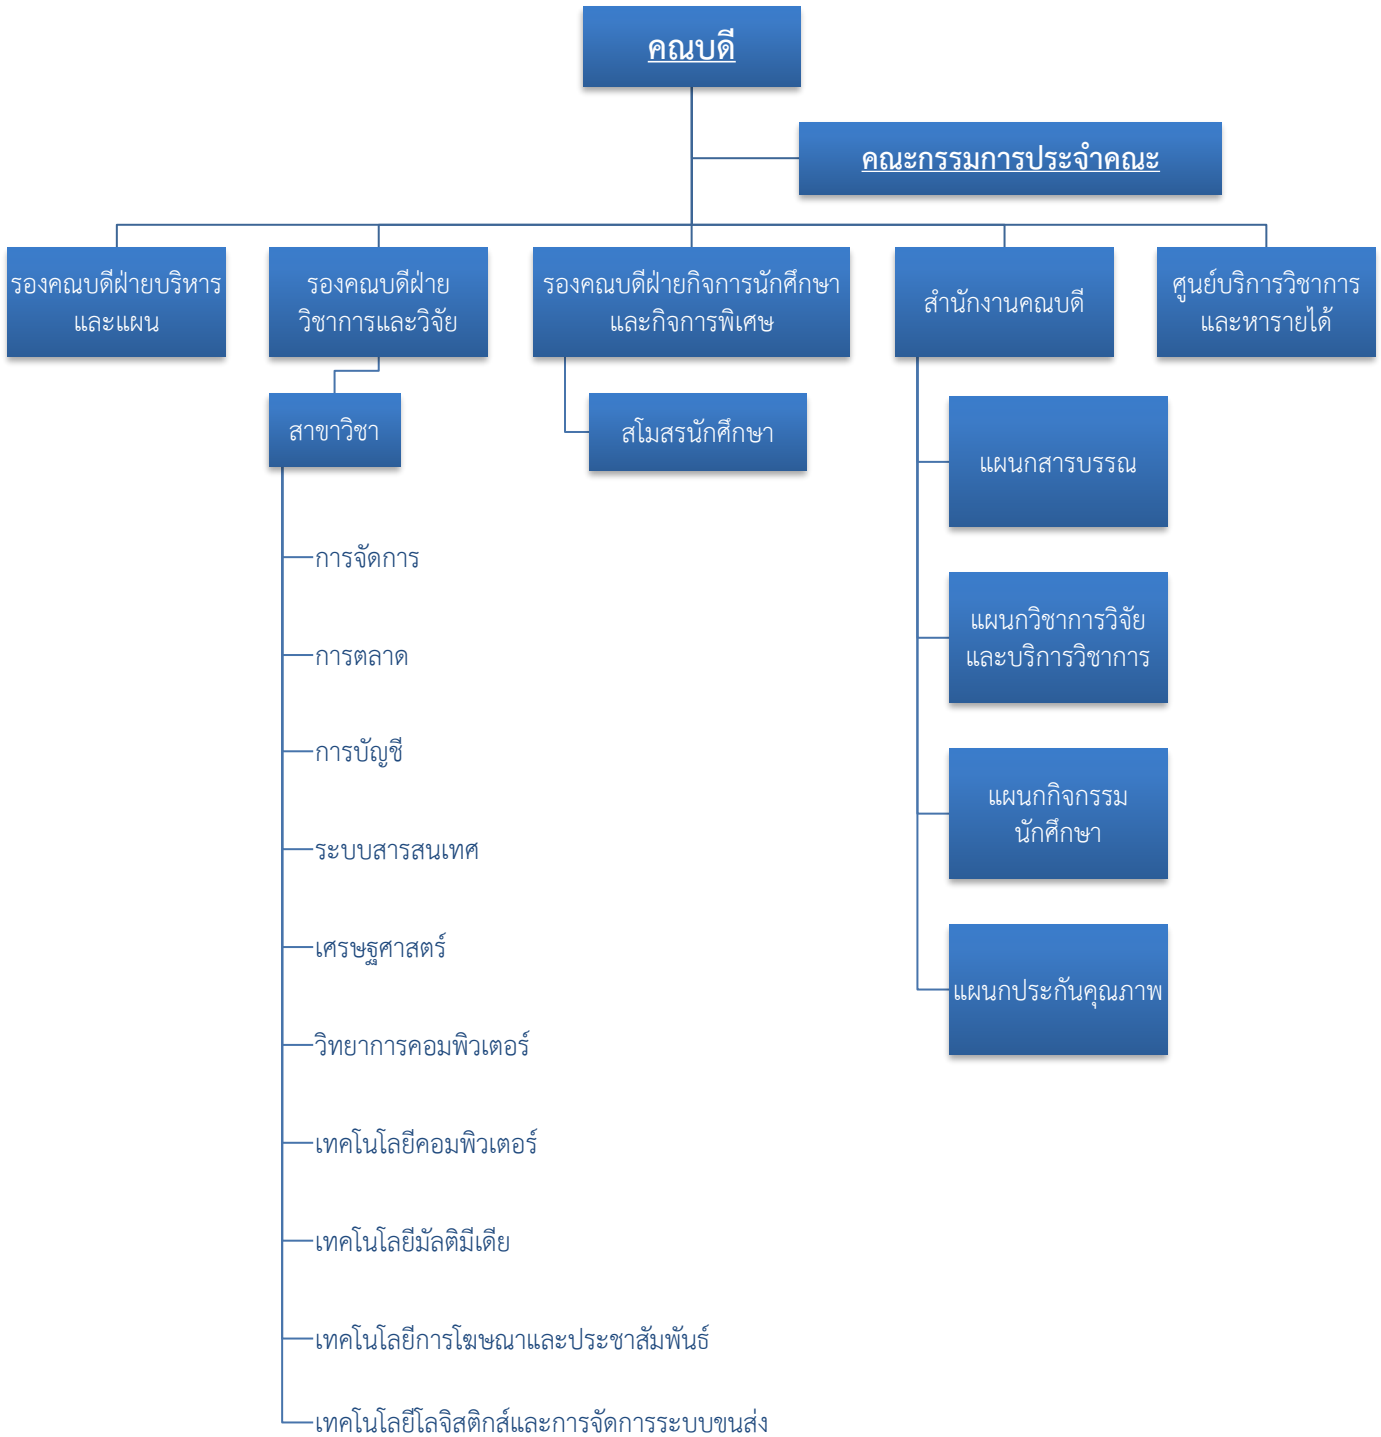 คณบดี
คณะกรรมการประจำคณะ
รองคณบดีฝ่ายบริหาร
และแผน
รองคณบดีฝ่าย
วิชาการและวิจัย
รองคณบดีฝ่ายกิจการนักศึกษา
และกิจการพิเศษ
สำนักงานคณบดี
ศูนย์บริการวิชาการ
และหารายได้
สาขาวิชา
สโมสรนักศึกษา
แผนกสารบรรณ
แผนกวิชาการวิจัย
และบริการวิชาการ
แผนกกิจกรรม
นักศึกษา
แผนกประกันคุณภาพ
การจัดการ
การตลาด
การบัญชี
ระบบสารสนเทศ
เศรษฐศาสตร์
วิทยาการคอมพิวเตอร์
เทคโนโลยีคอมพิวเตอร์
เทคโนโลยีมัลติมีเดีย
เทคโนโลยีการโฆษณาและประชาสัมพันธ์
เทคโนโลยีโลจิสติกส์และการจัดการระบบขนส่ง